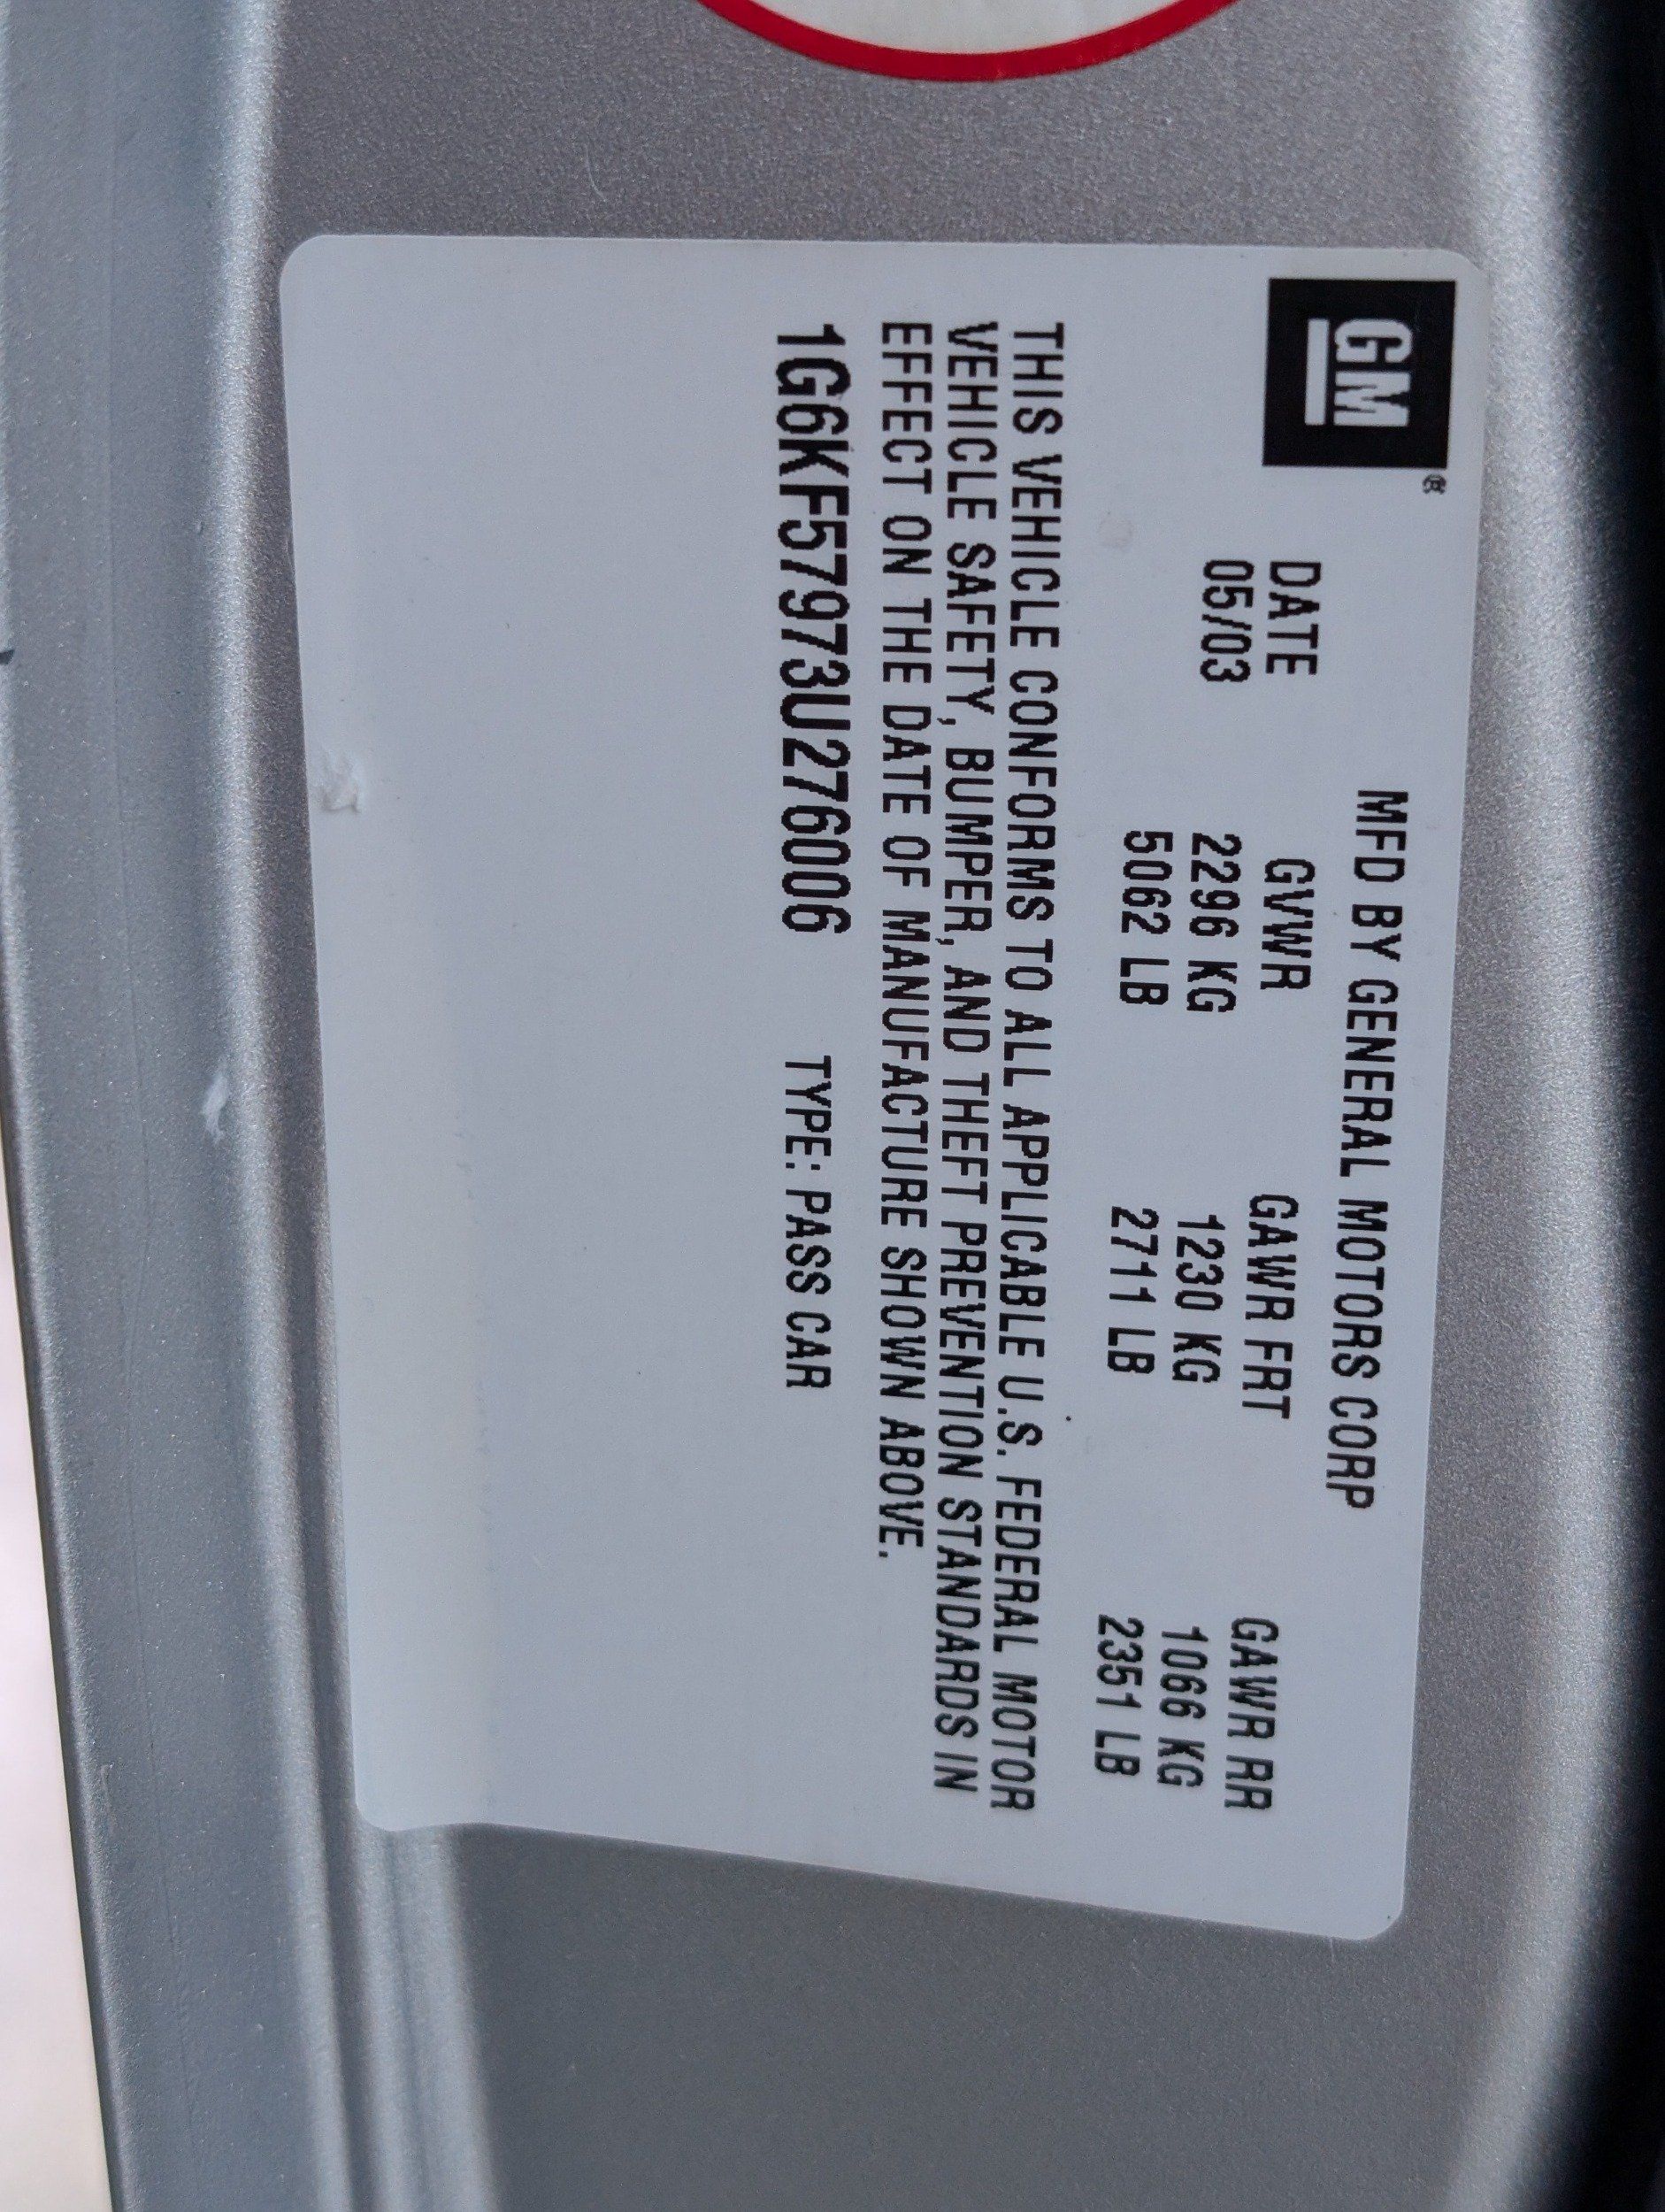 GM®
MFD BY GENERAL MOTORS CORP
DATE GVWR GAWR FRT GAWR RR
05/03 2296 KG 1230 KG 1066 KG
5062 LB 2711 LB 2351 LB
THIS VEHICLE CONFORMS TO ALL APPLICABLE U.S. FEDERAL MOTOR
VEHICLE SAFETY, BUMPER, AND THEFT PREVENTION STANDARDS IN
EFFECT ON THE DATE OF MANUFACTURE SHOWN ABOVE.
1G6KF57973U276006 TYPE: PASS CAR